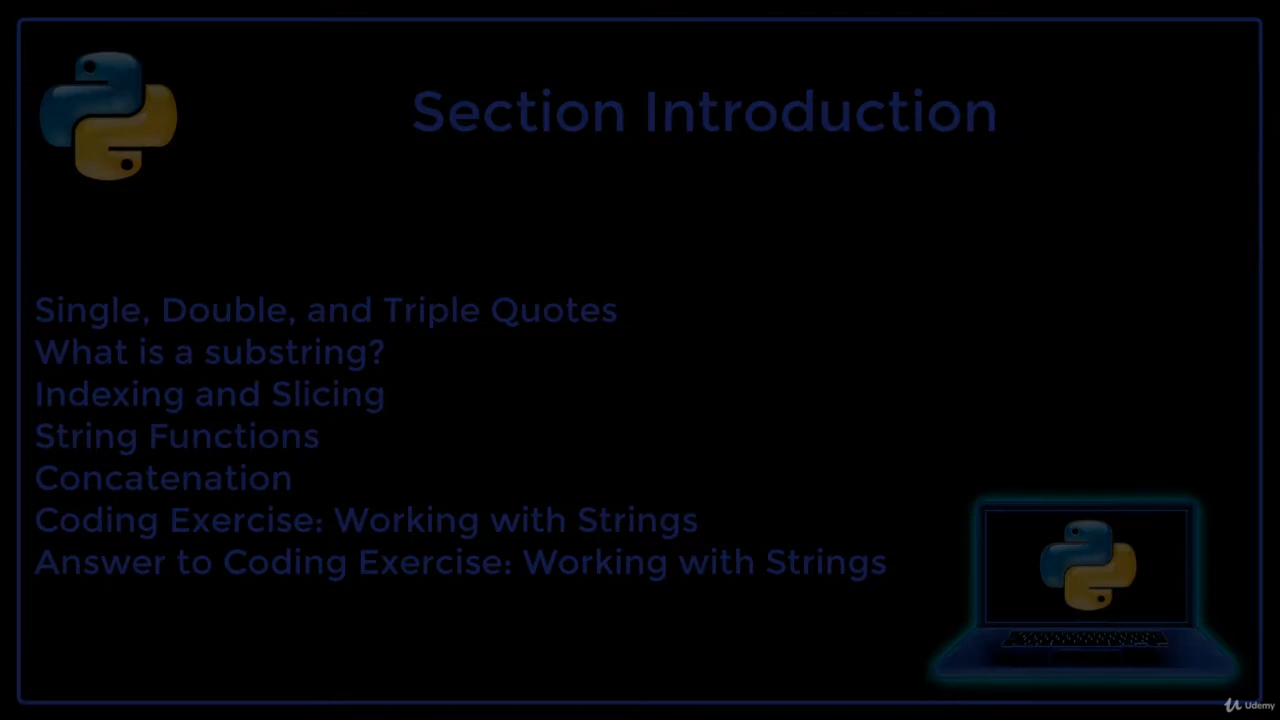 Section Introduction
Single, Double, and Triple Quotes
What is a substring?
Indexing and Slicing
String Functions
Concatenation
Coding Exercise: Working with Strings
Answer to Coding Exercise: Working with Strings
Udemy